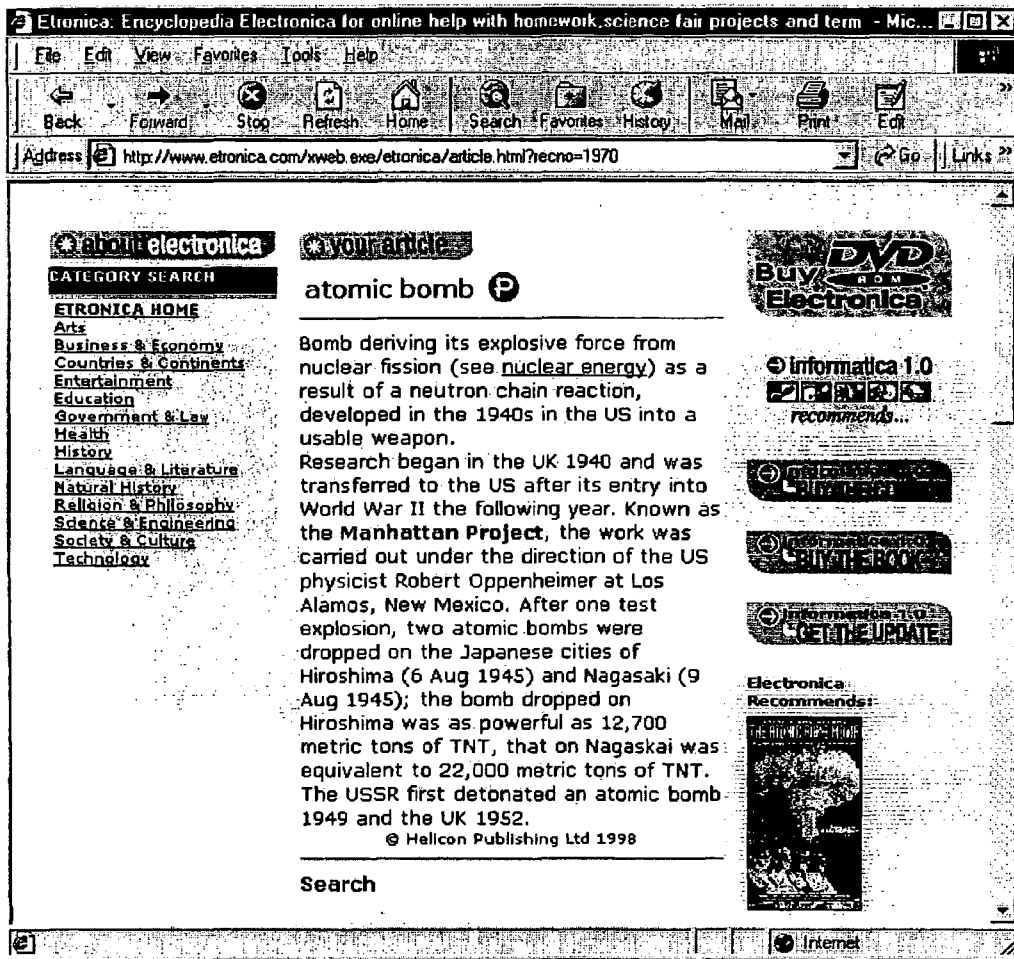 Etronica: Encyclopedia Electronica for online help with homework,science fair projects and term - Mic...
File Edit View Favorites Tools Help
Back Forward Stop Refresh Home Search Favorites History Mail Print Edit
Address http://www.etronica.com/xweb.exe/etronica/article.html?recno=1970 Go Links
about electronica
CATEGORY SEARCH
ETRONICA HOME
Arts
Business & Economy
Countries & Continents
Entertainment
Education
Government & Law
Health
History
Language & Literature
Natural History
Religion & Philosophy
Science & Engineering
Society & Culture
Technology
your article
atomic bomb P
Bomb deriving its explosive force from
nuclear fission (see nuclear energy) as a
result of a neutron chain reaction,
developed in the 1940s in the US into a
usable weapon.
Research began in the UK 1940 and was
transferred to the US after its entry into
World War II the following year. Known as
the Manhattan Project, the work was
carried out under the direction of the US
physicist Robert Oppenheimer at Los
Alamos, New Mexico. After one test
explosion, two atomic bombs were
dropped on the Japanese cities of
Hiroshima (6 Aug 1945) and Nagasaki (9
Aug 1945); the bomb dropped on
Hiroshima was as powerful as 12,700
metric tons of TNT, that on Nagaskai was
equivalent to 22,000 metric tons of TNT.
The USSR first detonated an atomic bomb
1949 and the UK 1952.
© Helicon Publishing Ltd 1998
Search
Buy DVD
ROM
Electronica
informatica 1.0
recommends...
BUY THE BOOK
informatica 1.0
GET THE UPDATE
Electronica
Recommends:
Internet